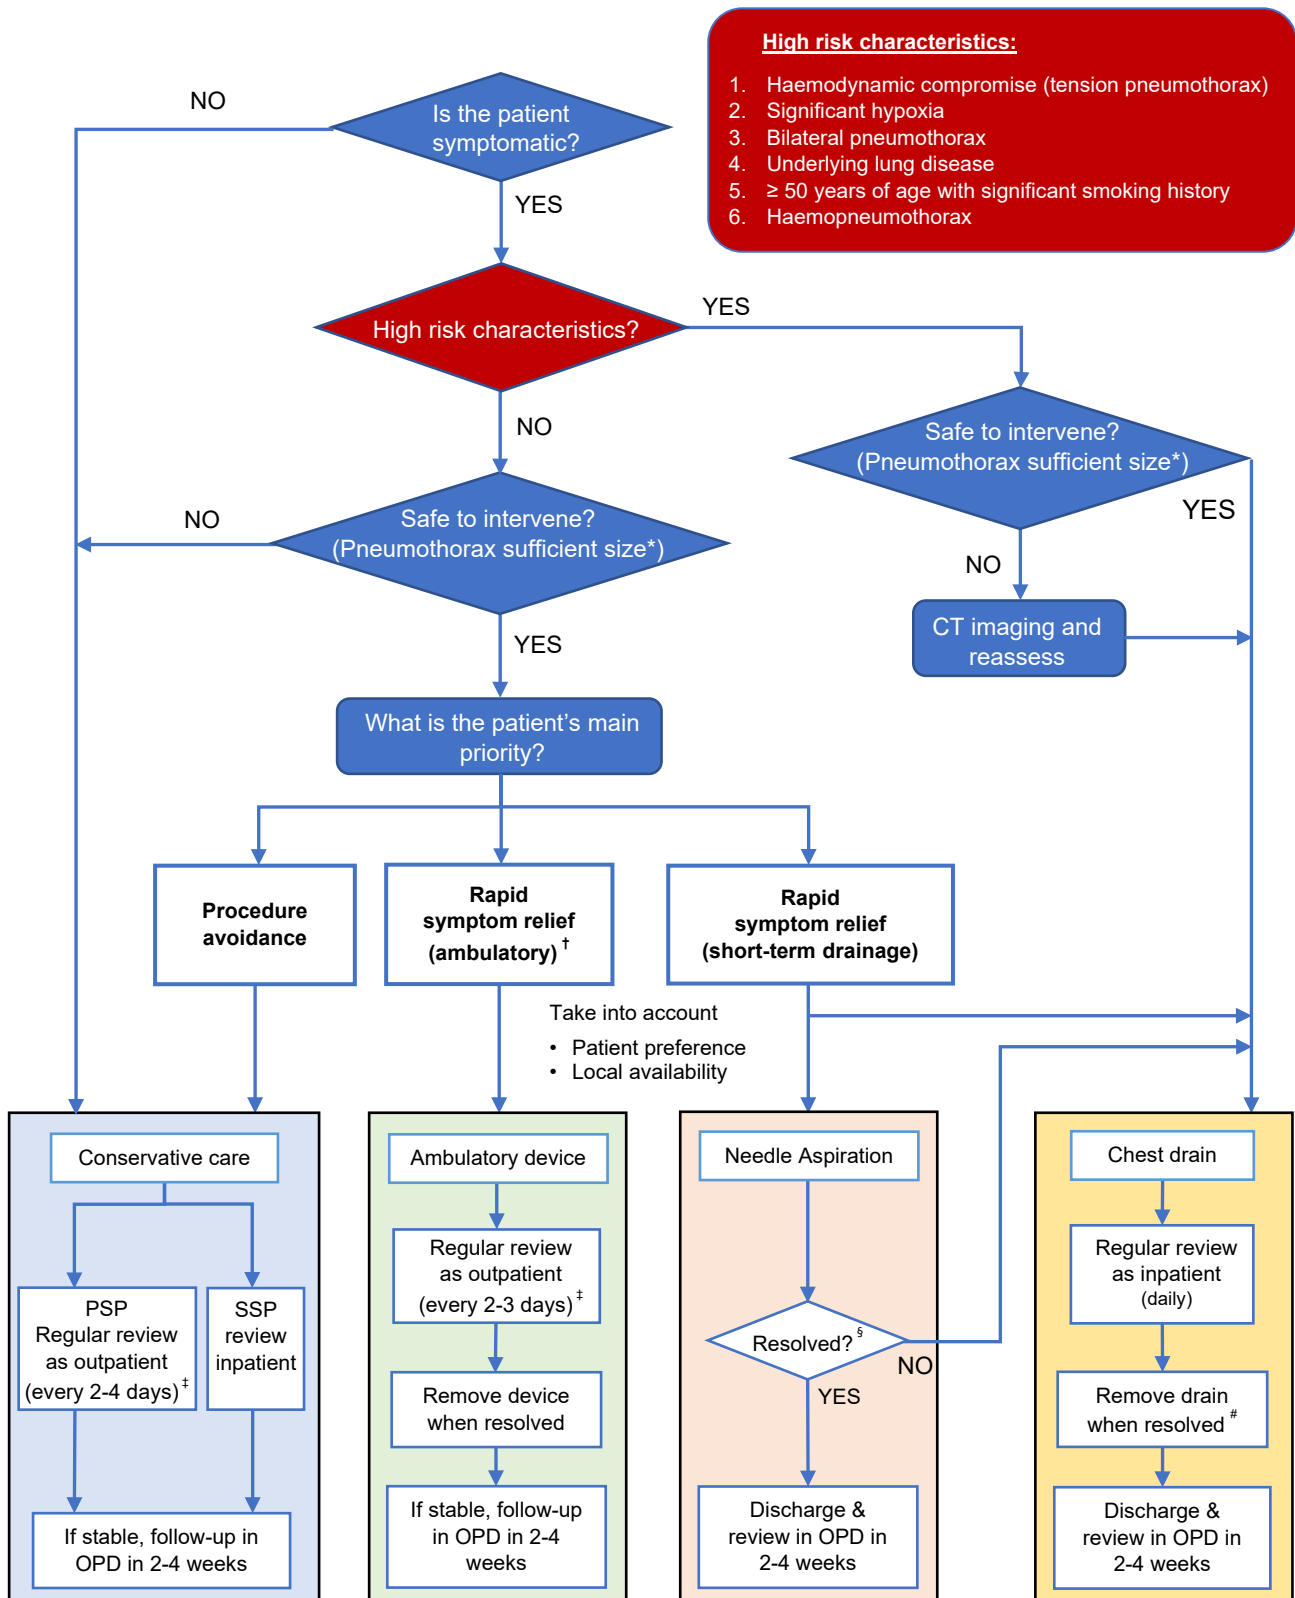 High risk characteristics:
1. Haemodynamic compromise (tension pneumothorax)
2. Significant hypoxia
3. Bilateral pneumothorax
4. Underlying lung disease
5. ≥ 50 years of age with significant smoking history
6. Haemopneumothorax
NO
Is the patient
symptomatic?
YES
High risk characteristics?
YES
NO
Safe to intervene?
(Pneumothorax sufficient size*)
YES
NO
CT imaging and
reassess
NO
Safe to intervene?
(Pneumothorax sufficient size*)
YES
What is the patient's main
priority?
Procedure
avoidance
Rapid
symptom relief
(ambulatory) †
Rapid
symptom relief
(short-term drainage)
Take into account
• Patient preference
• Local availability
Conservative care
PSP
Regular review
as outpatient
(every 2-4 days) ‡
SSP
review
inpatient
If stable, follow-up in
OPD in 2-4 weeks
Ambulatory device
Regular review
as outpatient
(every 2-3 days) ‡
Remove device
when resolved
If stable, follow-up
in OPD in 2-4
weeks
Needle Aspiration
Resolved? §
NO
YES
Discharge &
review in OPD in
2-4 weeks
Chest drain
Regular review
as inpatient
(daily)
Remove drain
when resolved #
Discharge &
review in OPD in
2-4 weeks